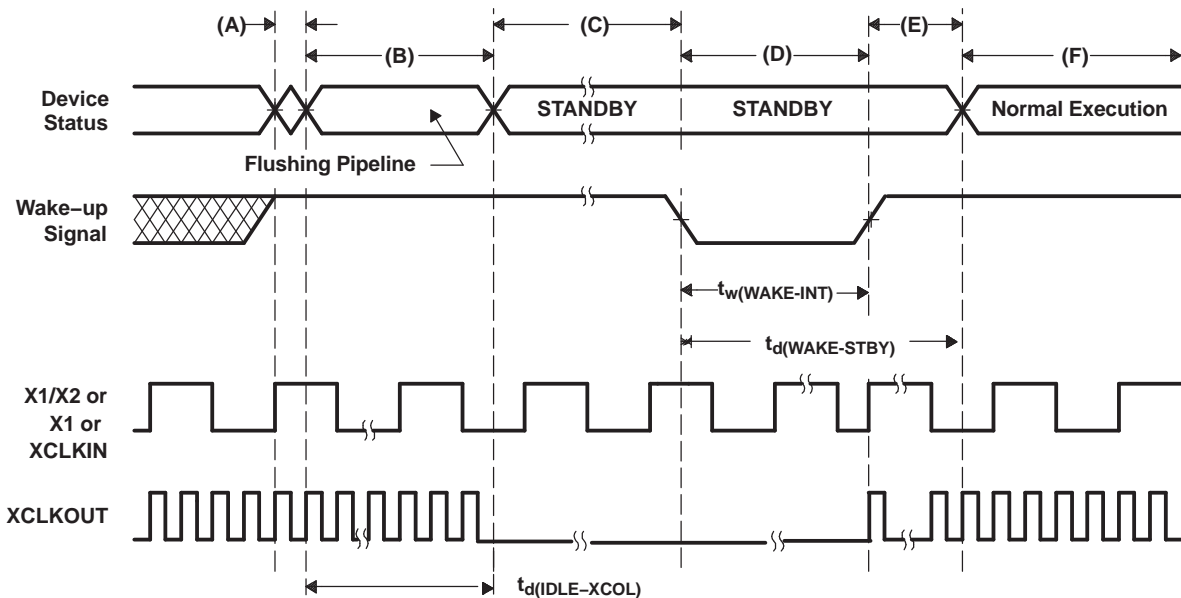 (A)
(B)
(C)
(D)
(E)
(F)
Device
Status
STANDBY
STANDBY
Normal Execution
Flushing Pipeline
Wake−up
Signal
tw(WAKE-INT)
td(WAKE-STBY)
X1/X2 or
X1 or
XCLKIN
XCLKOUT
td(IDLE−XCOL)